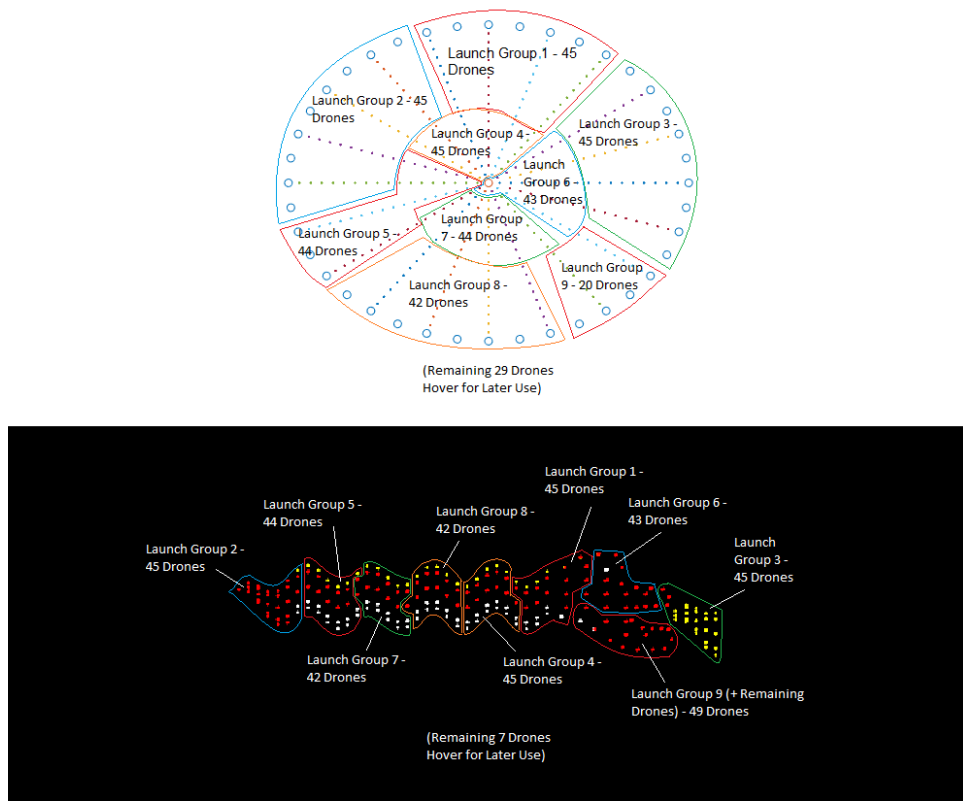 Launch Group 1 - 45
Drones
Launch Group 2 - 45
Drones
Launch Group 3 -
45 Drones
Launch Group 4 -
45 Drones
Launch
Group 6 -
43 Drones
Launch Group
7 - 44 Drones
Launch Group 5 -
44 Drones
Launch Group
9 - 20 Drones
Launch Group 8 -
42 Drones
(Remaining 29 Drones
Hover for Later Use)
Launch Group 1 -
45 Drones
Launch Group 5 -
44 Drones
Launch Group 8 -
42 Drones
Launch Group 6 -
43 Drones
Launch Group 2 -
45 Drones
Launch
Group 3 -
45 Drones
Launch Group 7 -
42 Drones
Launch Group 4 -
45 Drones
Launch Group 9 (+ Remaining
Drones) - 49 Drones
(Remaining 7 Drones
Hover for Later Use)